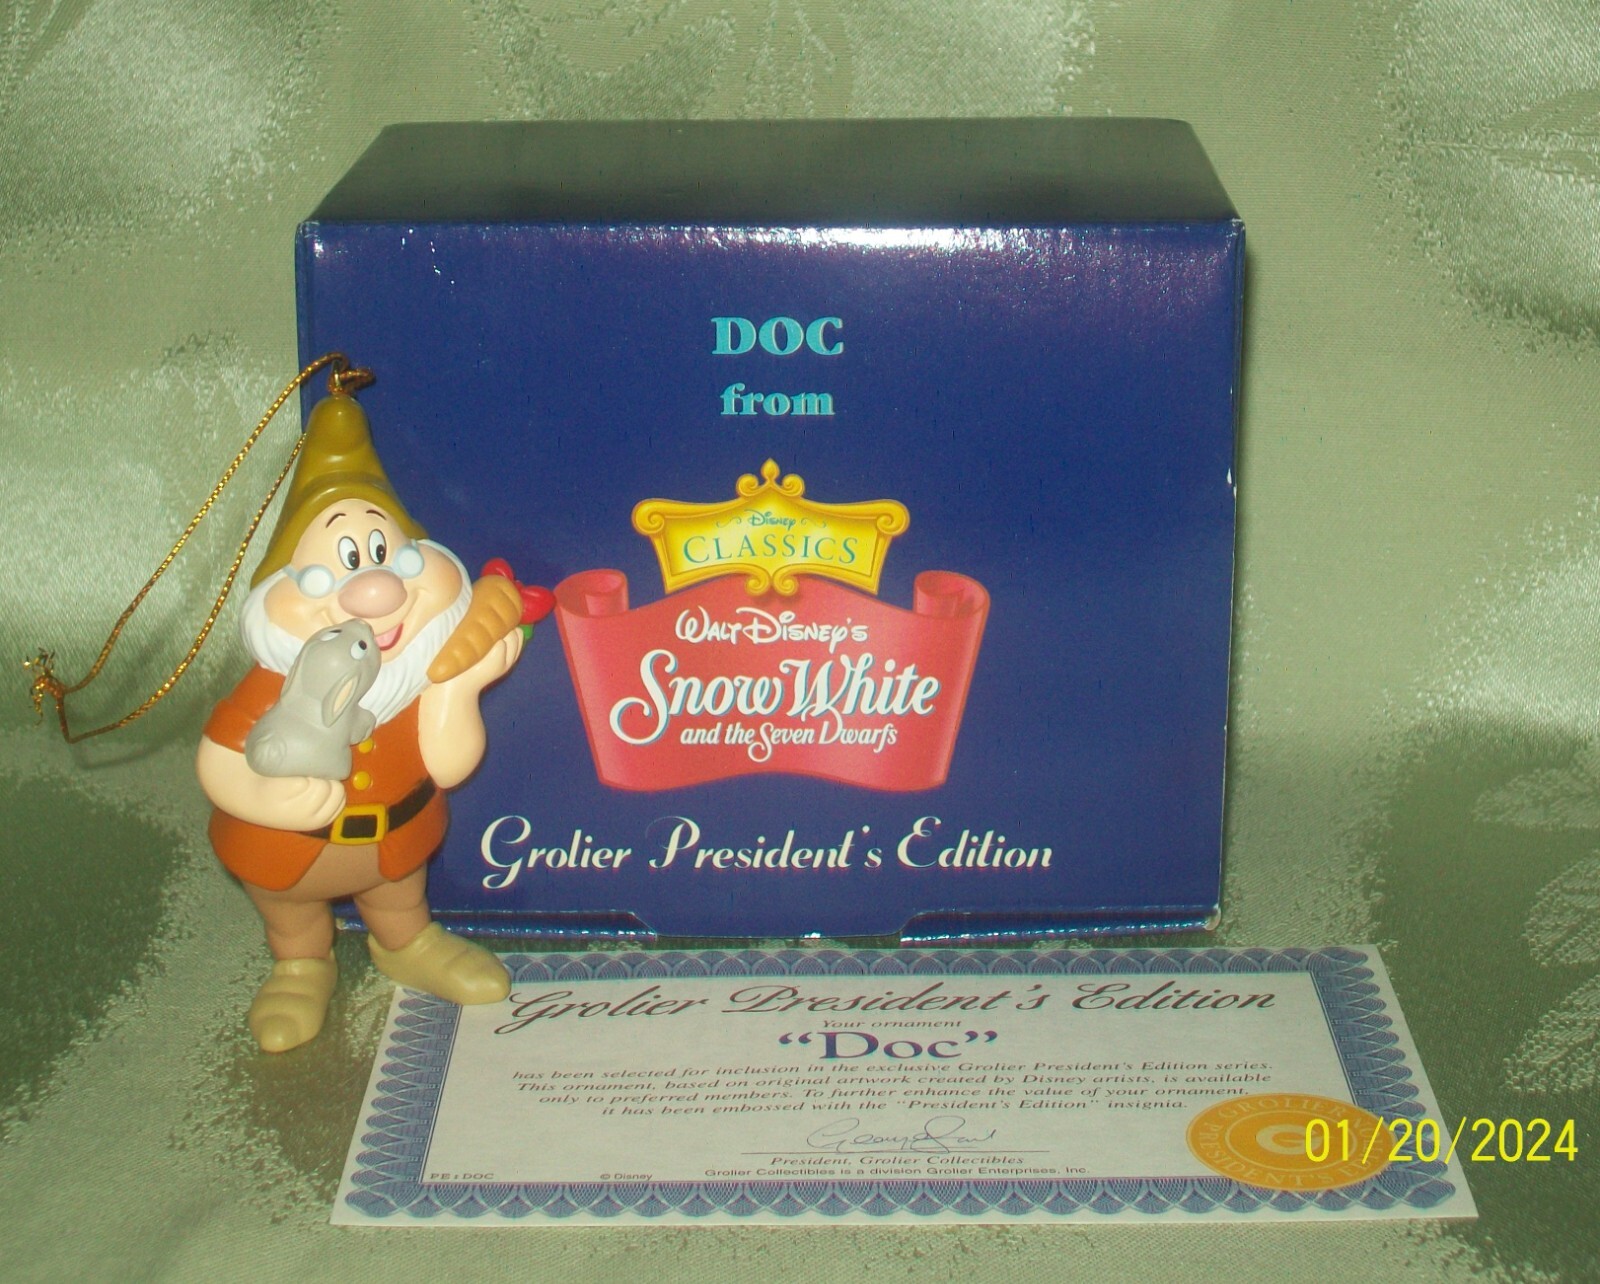 DOC
from
Disney
CLASSICS
WALT DISNEY'S
Snow White
and the Seven Dwarfs
Grolier President's Edition
Grolier President's Edition
Your ornament
"Doc"
has been selected for inclusion in the exclusive Grolier President's Edition series.
This ornament, based on original artwork created by Disney artists, is available
only to preferred members. To further enhance the value of your ornament,
it has been embossed with the "President's Edition" insignia.
President, Grolier Collectibles
Grolier Collectibles is a division Grolier Enterprises, Inc.
PE: DOC
© Disney
GROLIER
PRESIDENT'S
G
01/20/2024